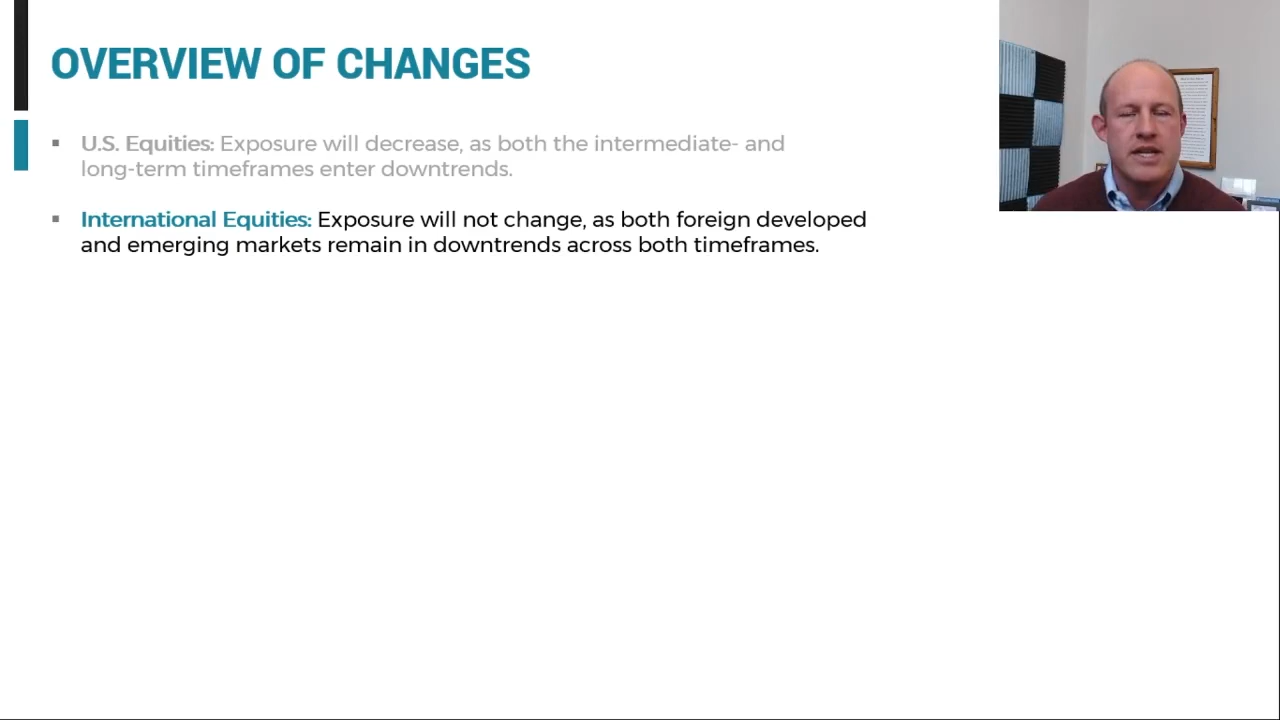 OVERVIEW OF CHANGES
▪ U.S. Equities: Exposure will decrease, as both the intermediate- and
long-term timeframes enter downtrends.
▪ International Equities: Exposure will not change, as both foreign developed
and emerging markets remain in downtrends across both timeframes.